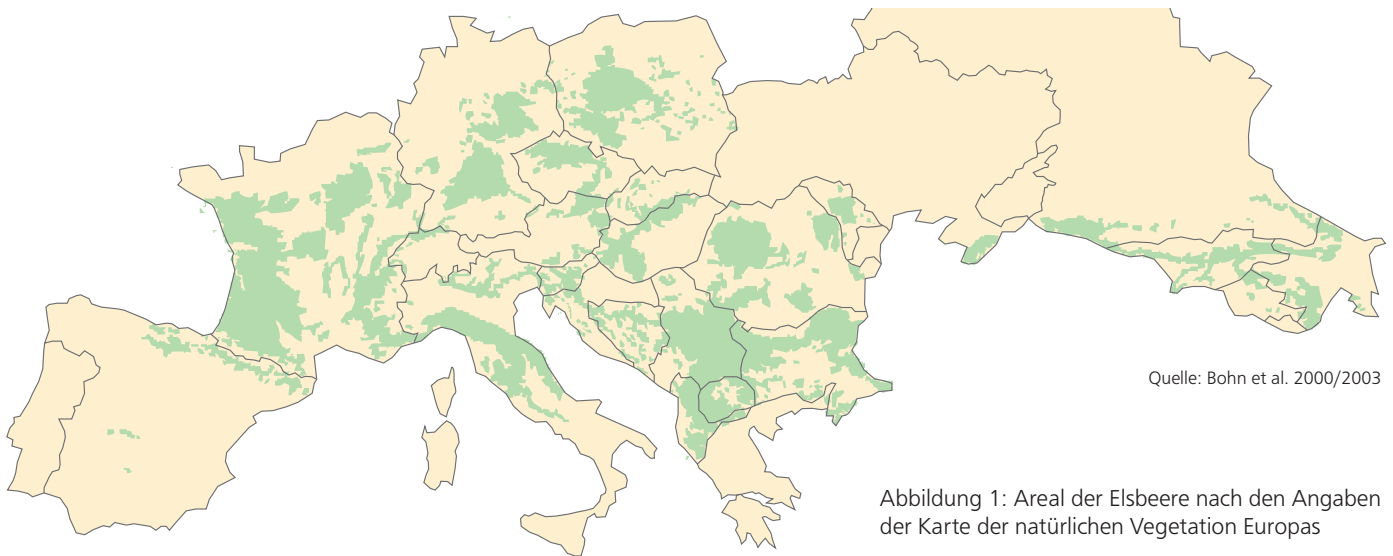 Quelle: Bohn et al. 2000/2003
Abbildung 1: Areal der Elsbeere nach den Angaben
der Karte der natürlichen Vegetation Europas